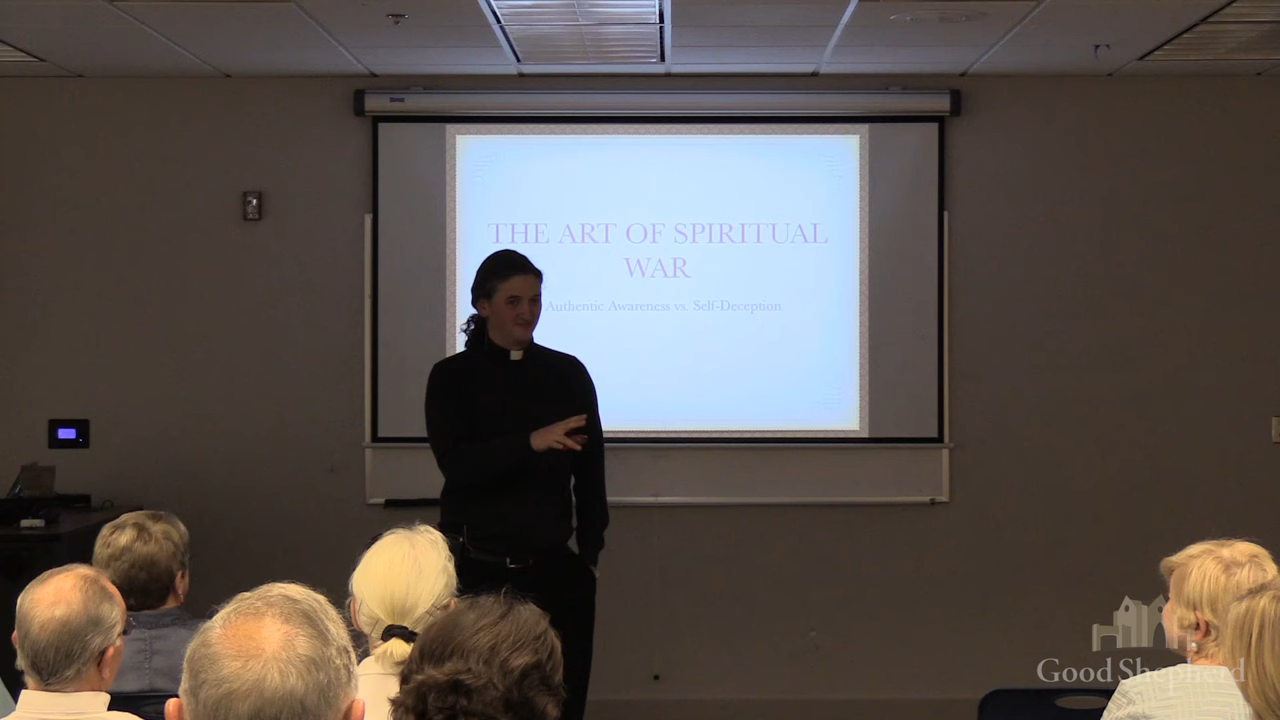 THE ART OF SPIRITUAL
WAR
Authentic Awareness vs. Self-Deception
Good Shepherd